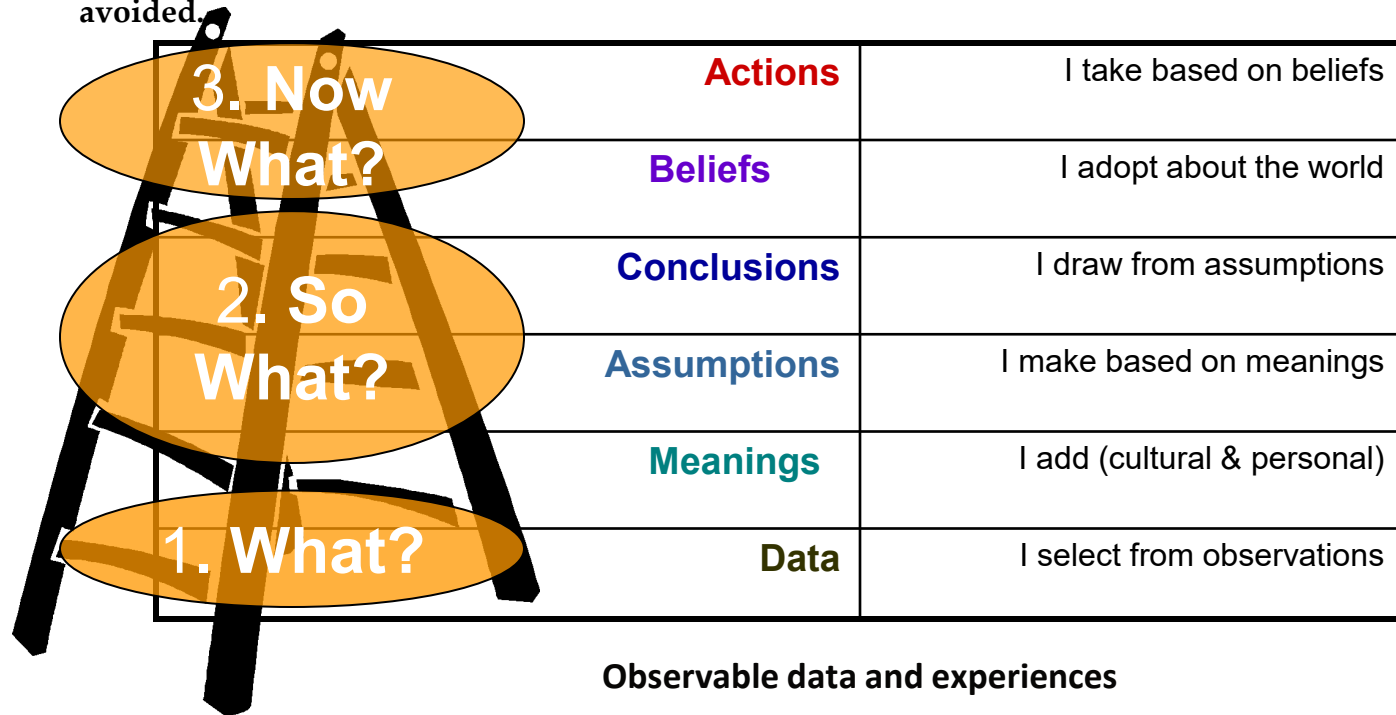 avoided.
3. Now
What?
Actions
I take based on beliefs
Beliefs
I adopt about the world
2. So
What?
Conclusions
I draw from assumptions
Assumptions
I make based on meanings
Meanings
I add (cultural & personal)
1. What?
Data
I select from observations
Observable data and experiences